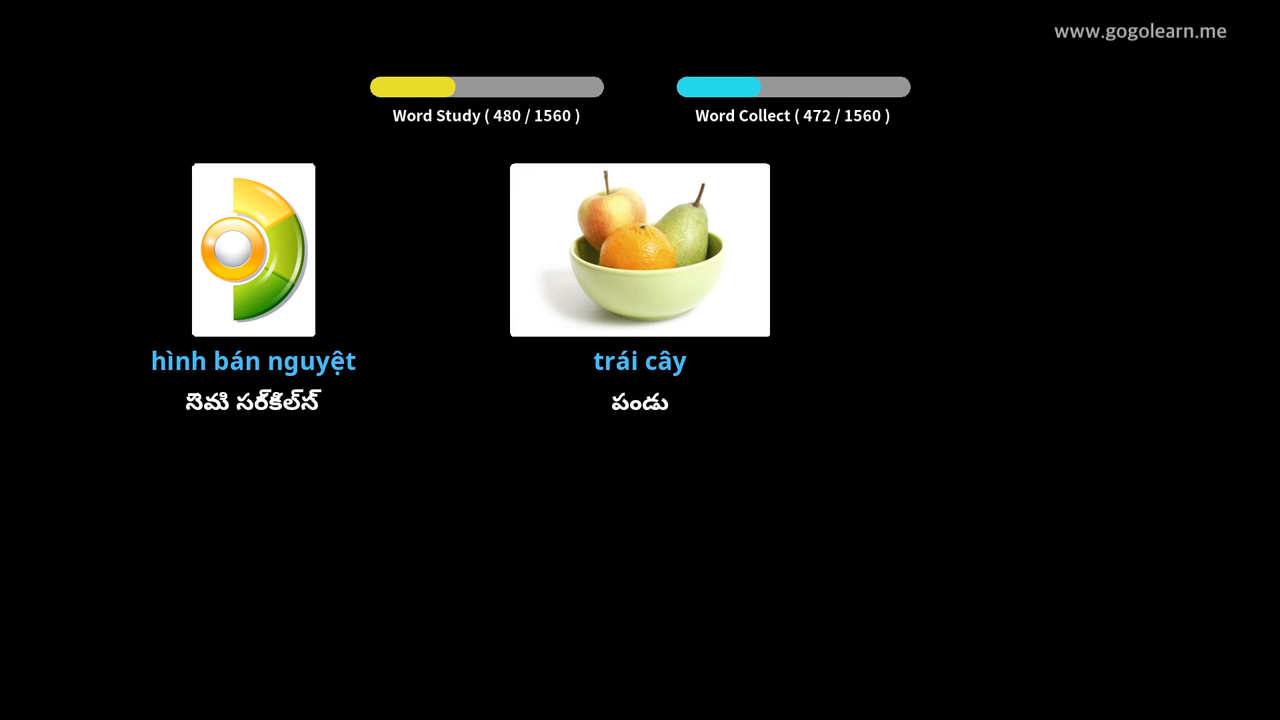 www.gogolearn.me
Word Study ( 480 / 1560 )
Word Collect ( 472 / 1560 )
hình bán nguyệt
trái cây
సెమి సర్కిల్స్
పండు